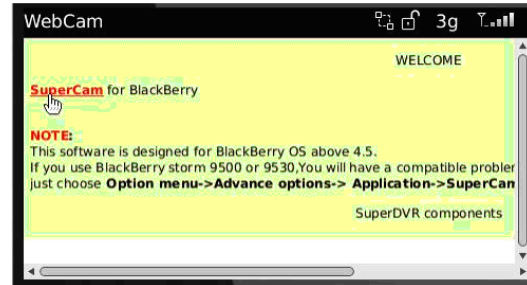 WebCam 3g
WELCOME
SuperCam for BlackBerry
NOTE:
This software is designed for BlackBerry OS above 4.5.
If you use BlackBerry storm 9500 or 9530,You will have a compatible
just choose Option menu->Advance options-> Application->SuperCam
SuperDVR components